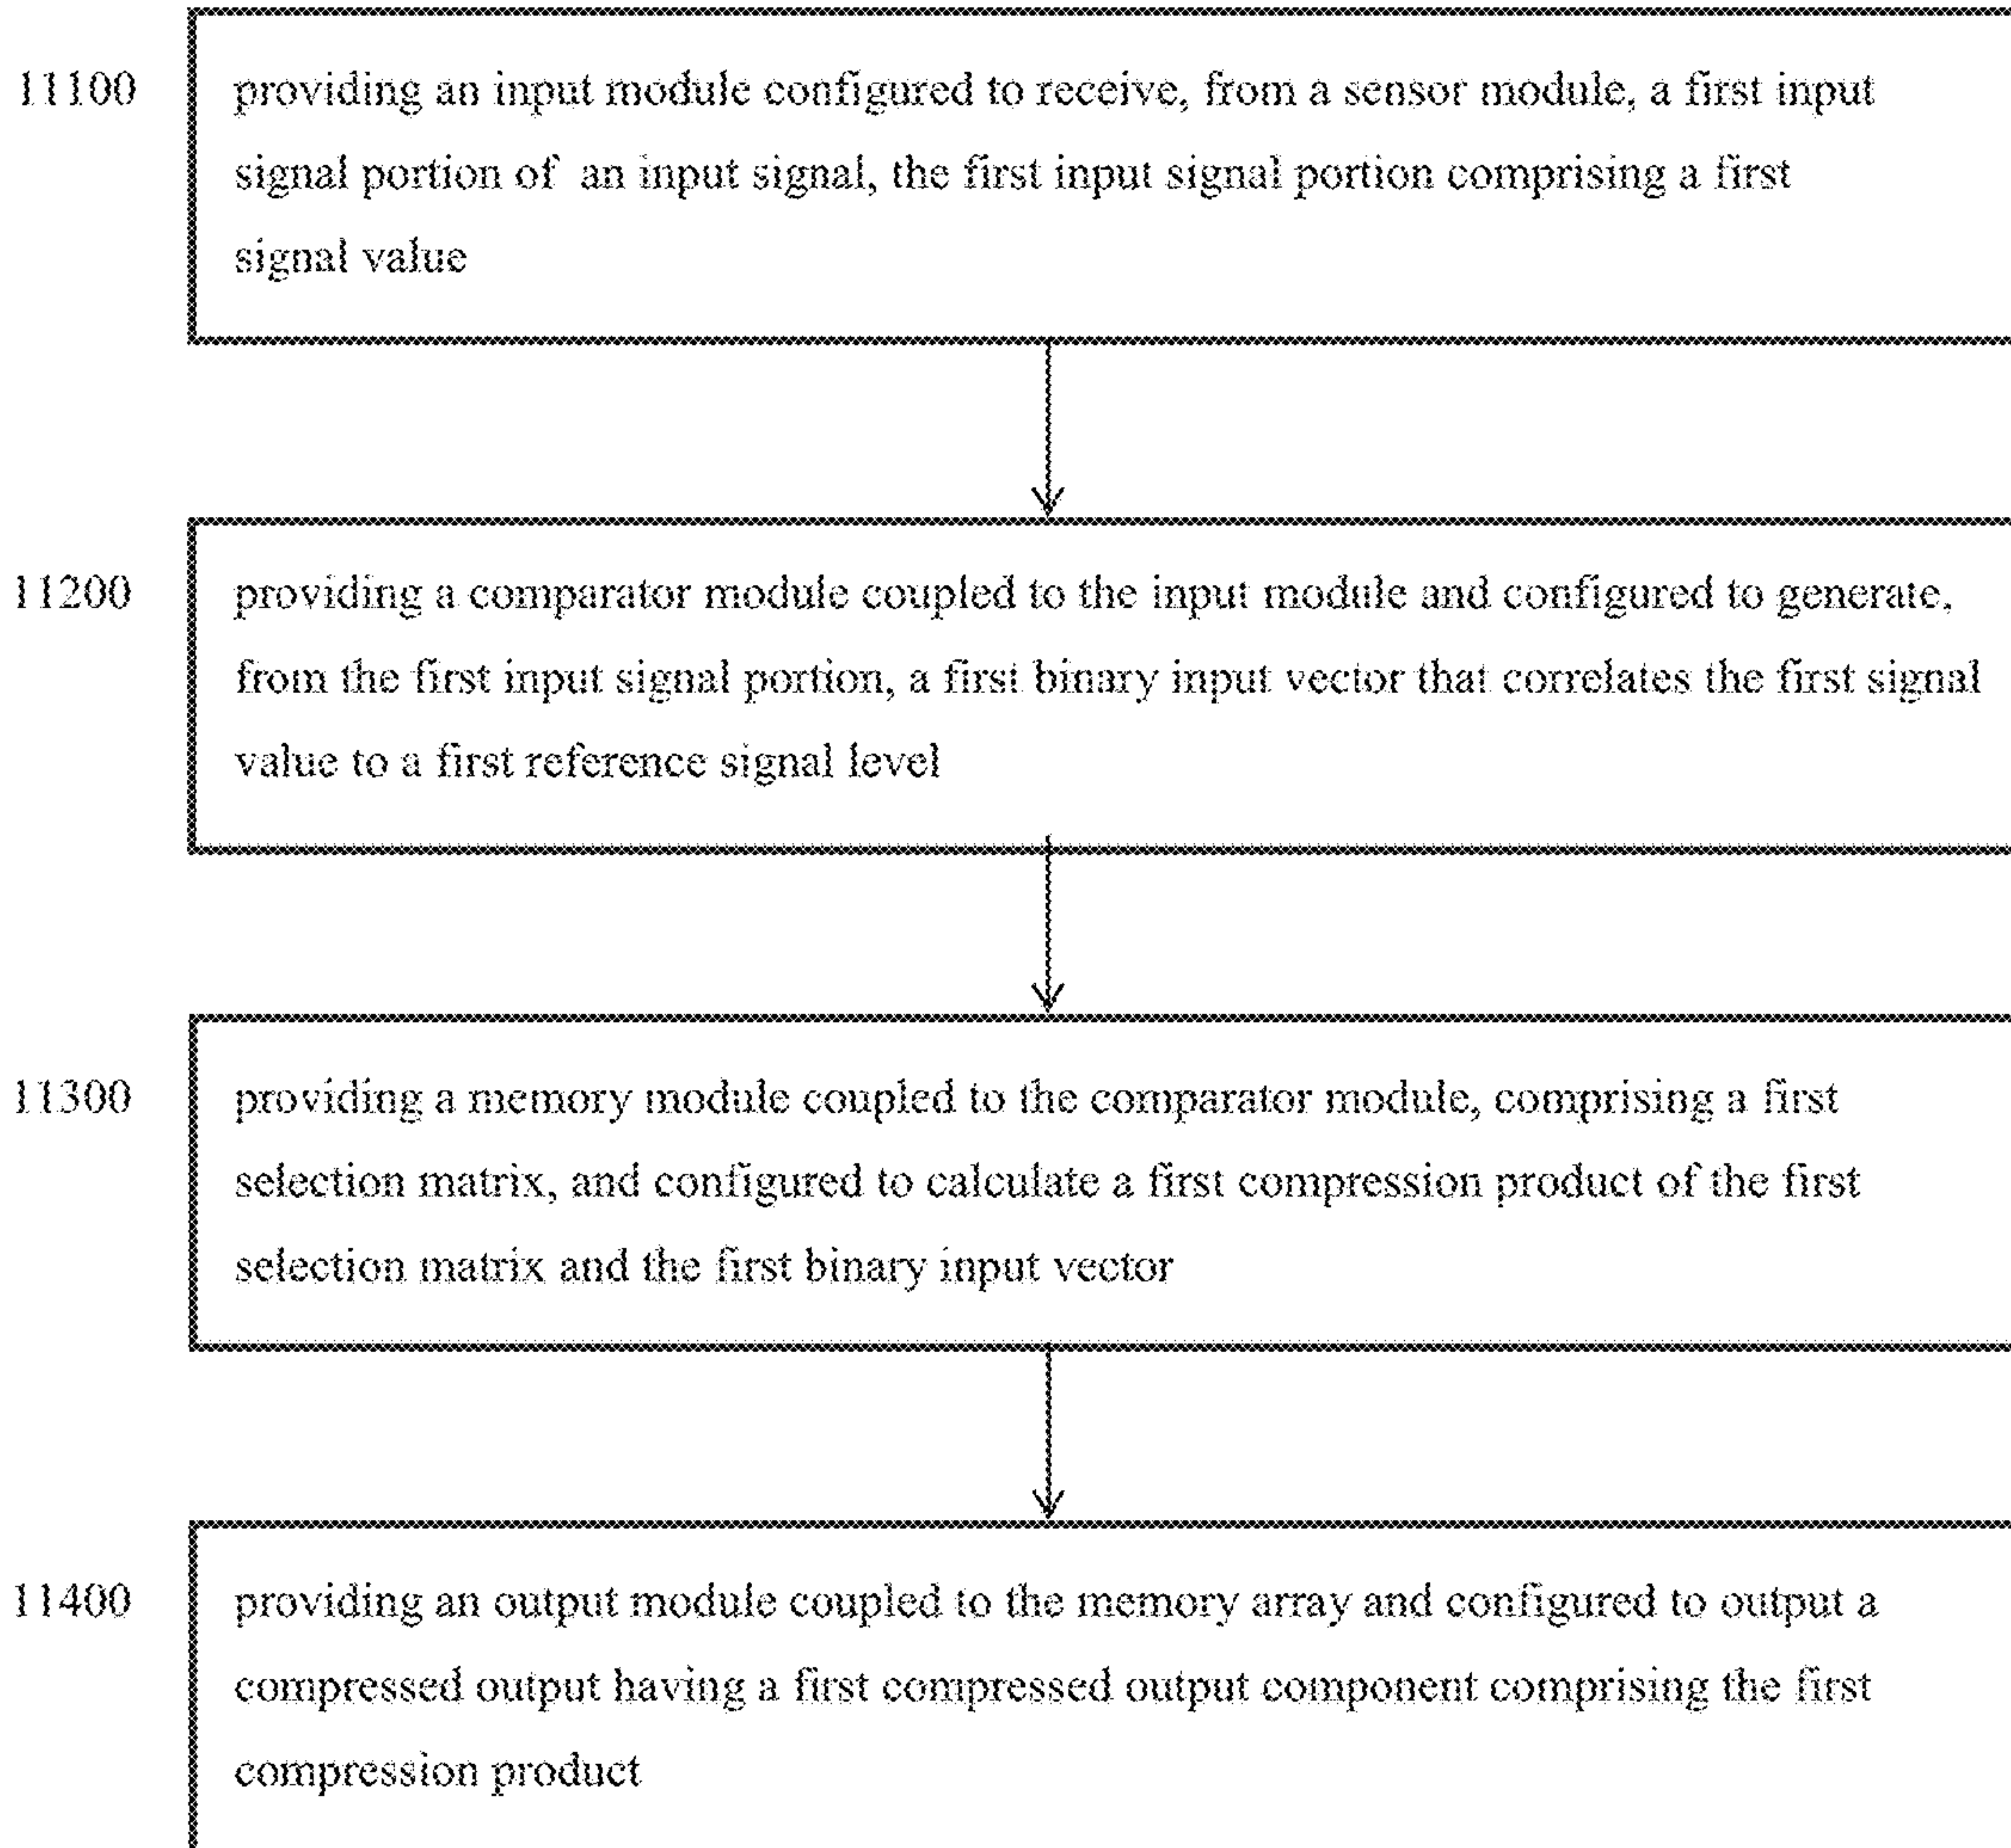 11100 providing an input module configured to receive, from a sensor module, a first input
signal portion of an input signal, the first input signal portion comprising a first
signal value
11200 providing a comparator module coupled to the input module and configured to generate,
from the first input signal portion, a first binary input vector that correlates the first signal
value to a first reference signal level
11300 providing a memory module coupled to the comparator module, comprising a first
selection matrix, and configured to calculate a first compression product of the first
selection matrix and the first binary input vector
11400 providing an output module coupled to the memory array and configured to output a
compressed output having a first compressed output component comprising the first
compression product